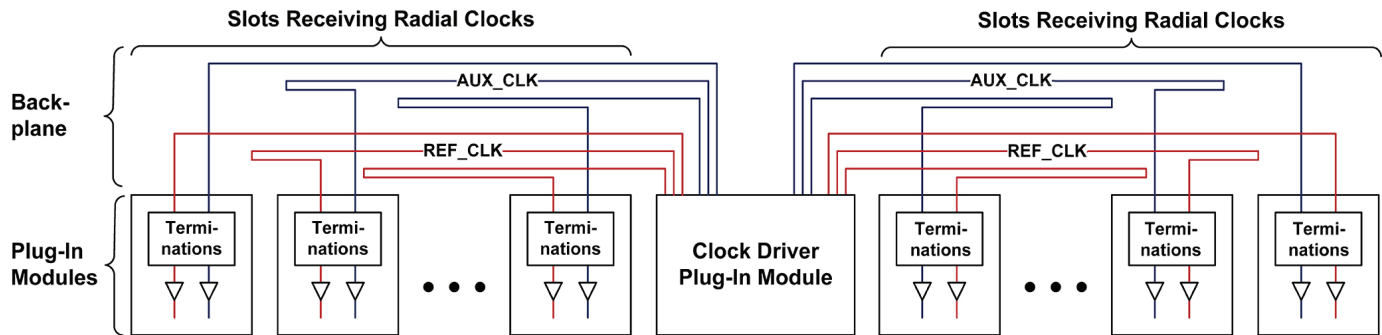 Slots Receiving Radial Clocks
Slots Receiving Radial Clocks
Back-
plane
AUX_CLK
AUX_CLK
REF_CLK
REF_CLK
Plug-In
Modules
Termi-
nations
Termi-
nations
Termi-
nations
Clock Driver
Plug-In Module
Termi-
nations
Termi-
nations
Termi-
nations